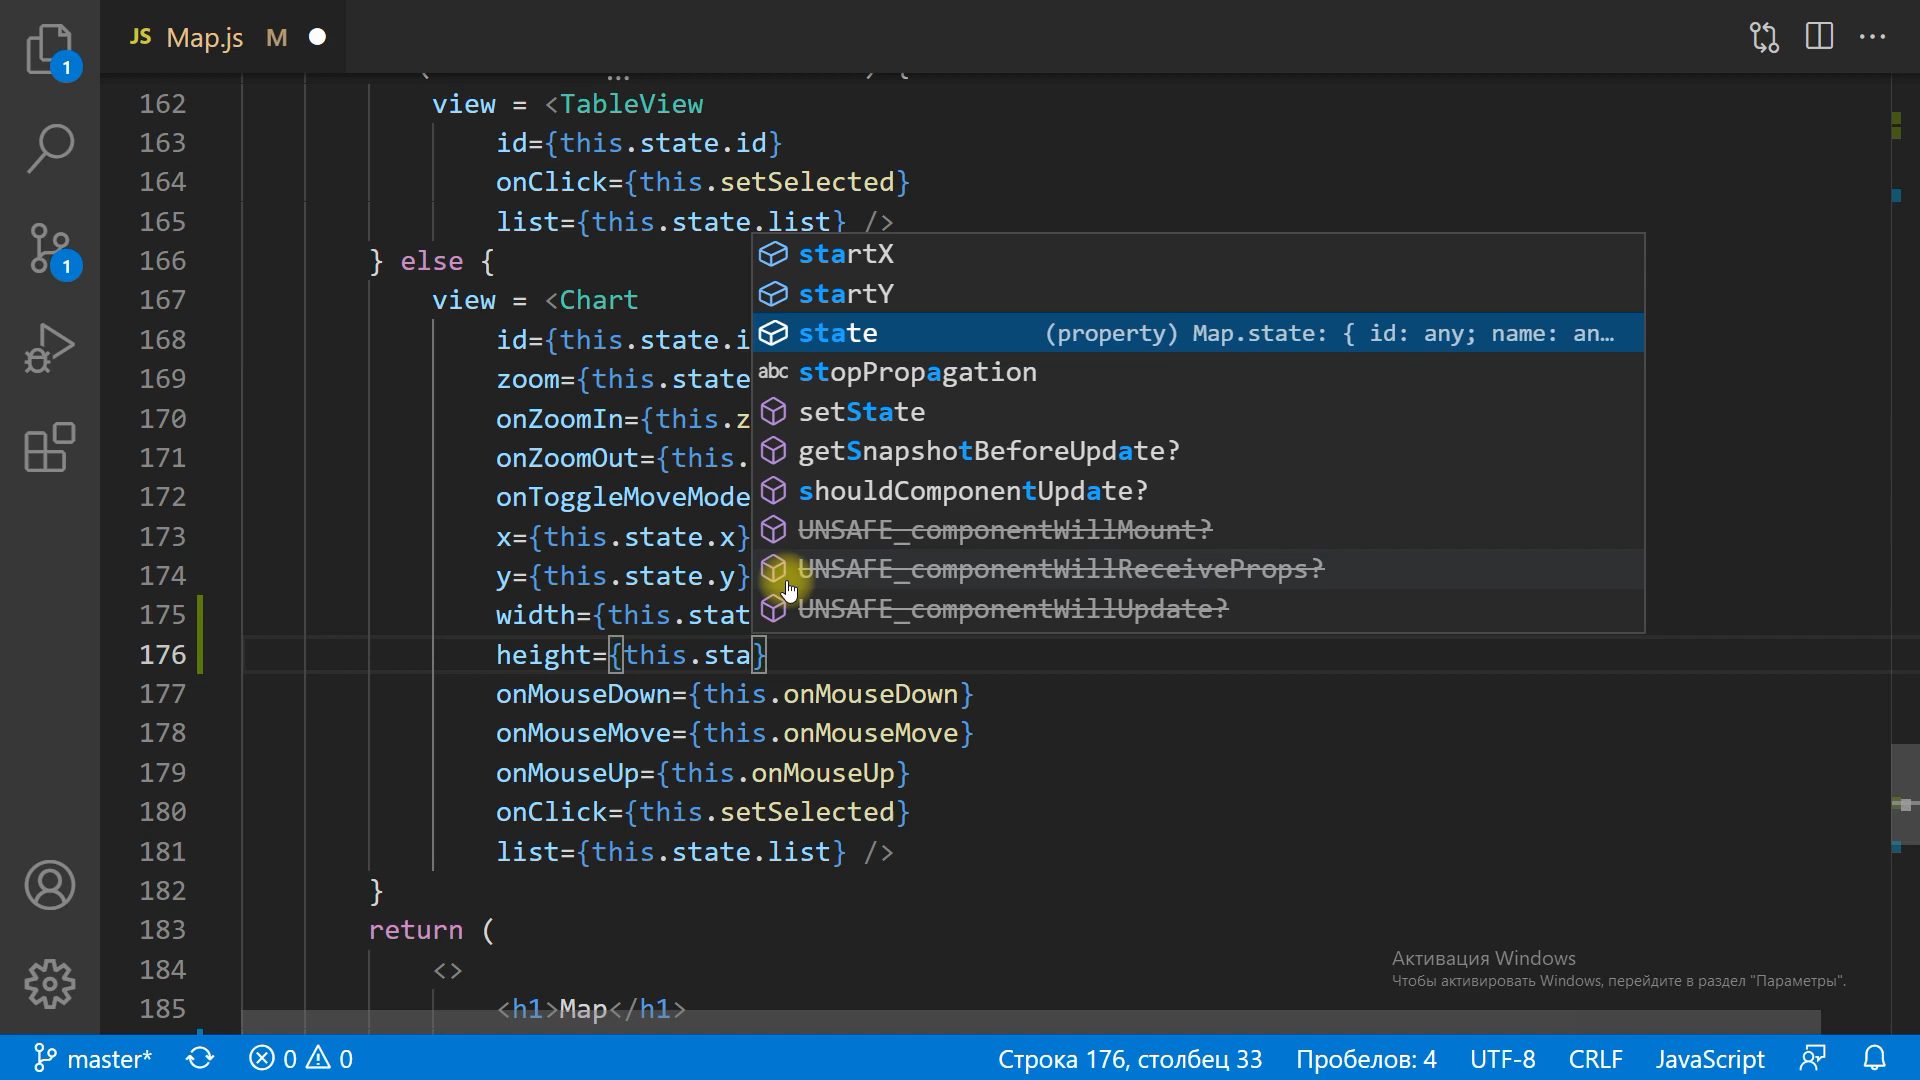 JS Map.js M
...
( ) {
162 view = <TableView
163 id={this.state.id}
164 onClick={this.setSelected}
165 list={this.state.list} />
166 } else {
167 view = <Chart
168 id={this.state.i
169 zoom={this.state
170 onZoomIn={this.z
171 onZoomOut={this.
172 onToggleMoveMode
173 x={this.state.x}
174 y={this.state.y}
175 width={this.stat
176 height={this.sta}
177 onMouseDown={this.onMouseDown}
178 onMouseMove={this.onMouseMove}
179 onMouseUp={this.onMouseUp}
180 onClick={this.setSelected}
181 list={this.state.list} />
182 }
183 return (
184 <>
185 <h1>Map</h1>
startX
startY
state (property) Map.state: { id: any; name: an…
abc stopPropagation
setState
getSnapshotBeforeUpdate?
shouldComponentUpdate?
UNSAFE_componentWillMount?
UNSAFE_componentWillReceiveProps?
UNSAFE_componentWillUpdate?
1
1
Активация Windows
Чтобы активировать Windows, перейдите в раздел "Параметры".
master* 0 0 Строка 176, столбец 33 Пробелов: 4 UTF-8 CRLF JavaScript